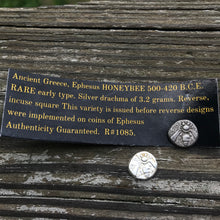 Ancient Greece, Ephesus HONEYBEE 500-420 B.C.E.
RARE early type. Silver drachma of 3.2 grams. Reverse,
incuse square This variety is issued before reverse designs
were implemented on coins of Ephesus
Authenticity Guaranteed. R#1085.